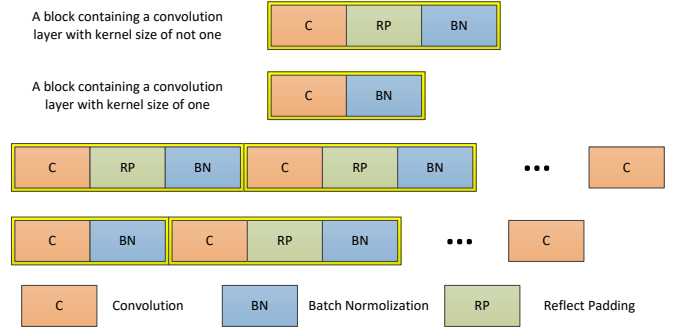 A block containing a convolution
layer with kernel size of not one
C RP BN
A block containing a convolution
layer with kernel size of one
C BN
C RP BN C RP BN ... C
C BN C RP BN ... C
C Convolution BN Batch Normolization RP Reflect Padding